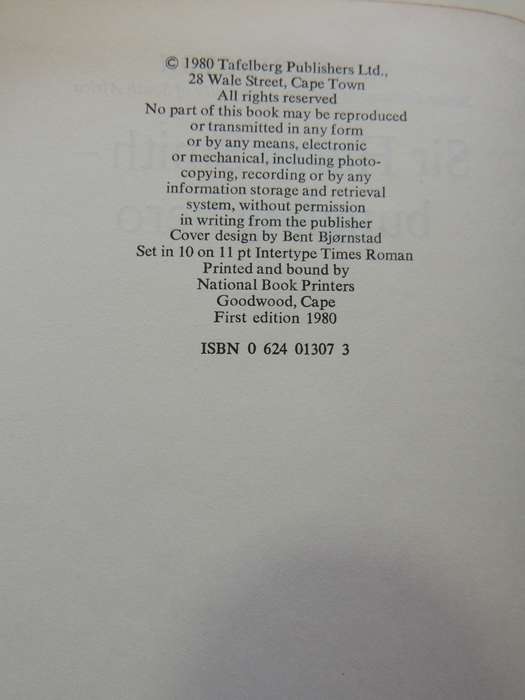 © 1980 Tafelberg Publishers Ltd.,
28 Wale Street, Cape Town
All rights reserved
No part of this book may be reproduced
or transmitted in any form
or by any means, electronic
or mechanical, including photo-
copying, recording or by any
information storage and retrieval
system, without permission
in writing from the publisher
Cover design by Bent Bjørnstad
Set in 10 on 11 pt Intertype Times Roman
Printed and bound by
National Book Printers
Goodwood, Cape
First edition 1980
ISBN 0 624 01307 3